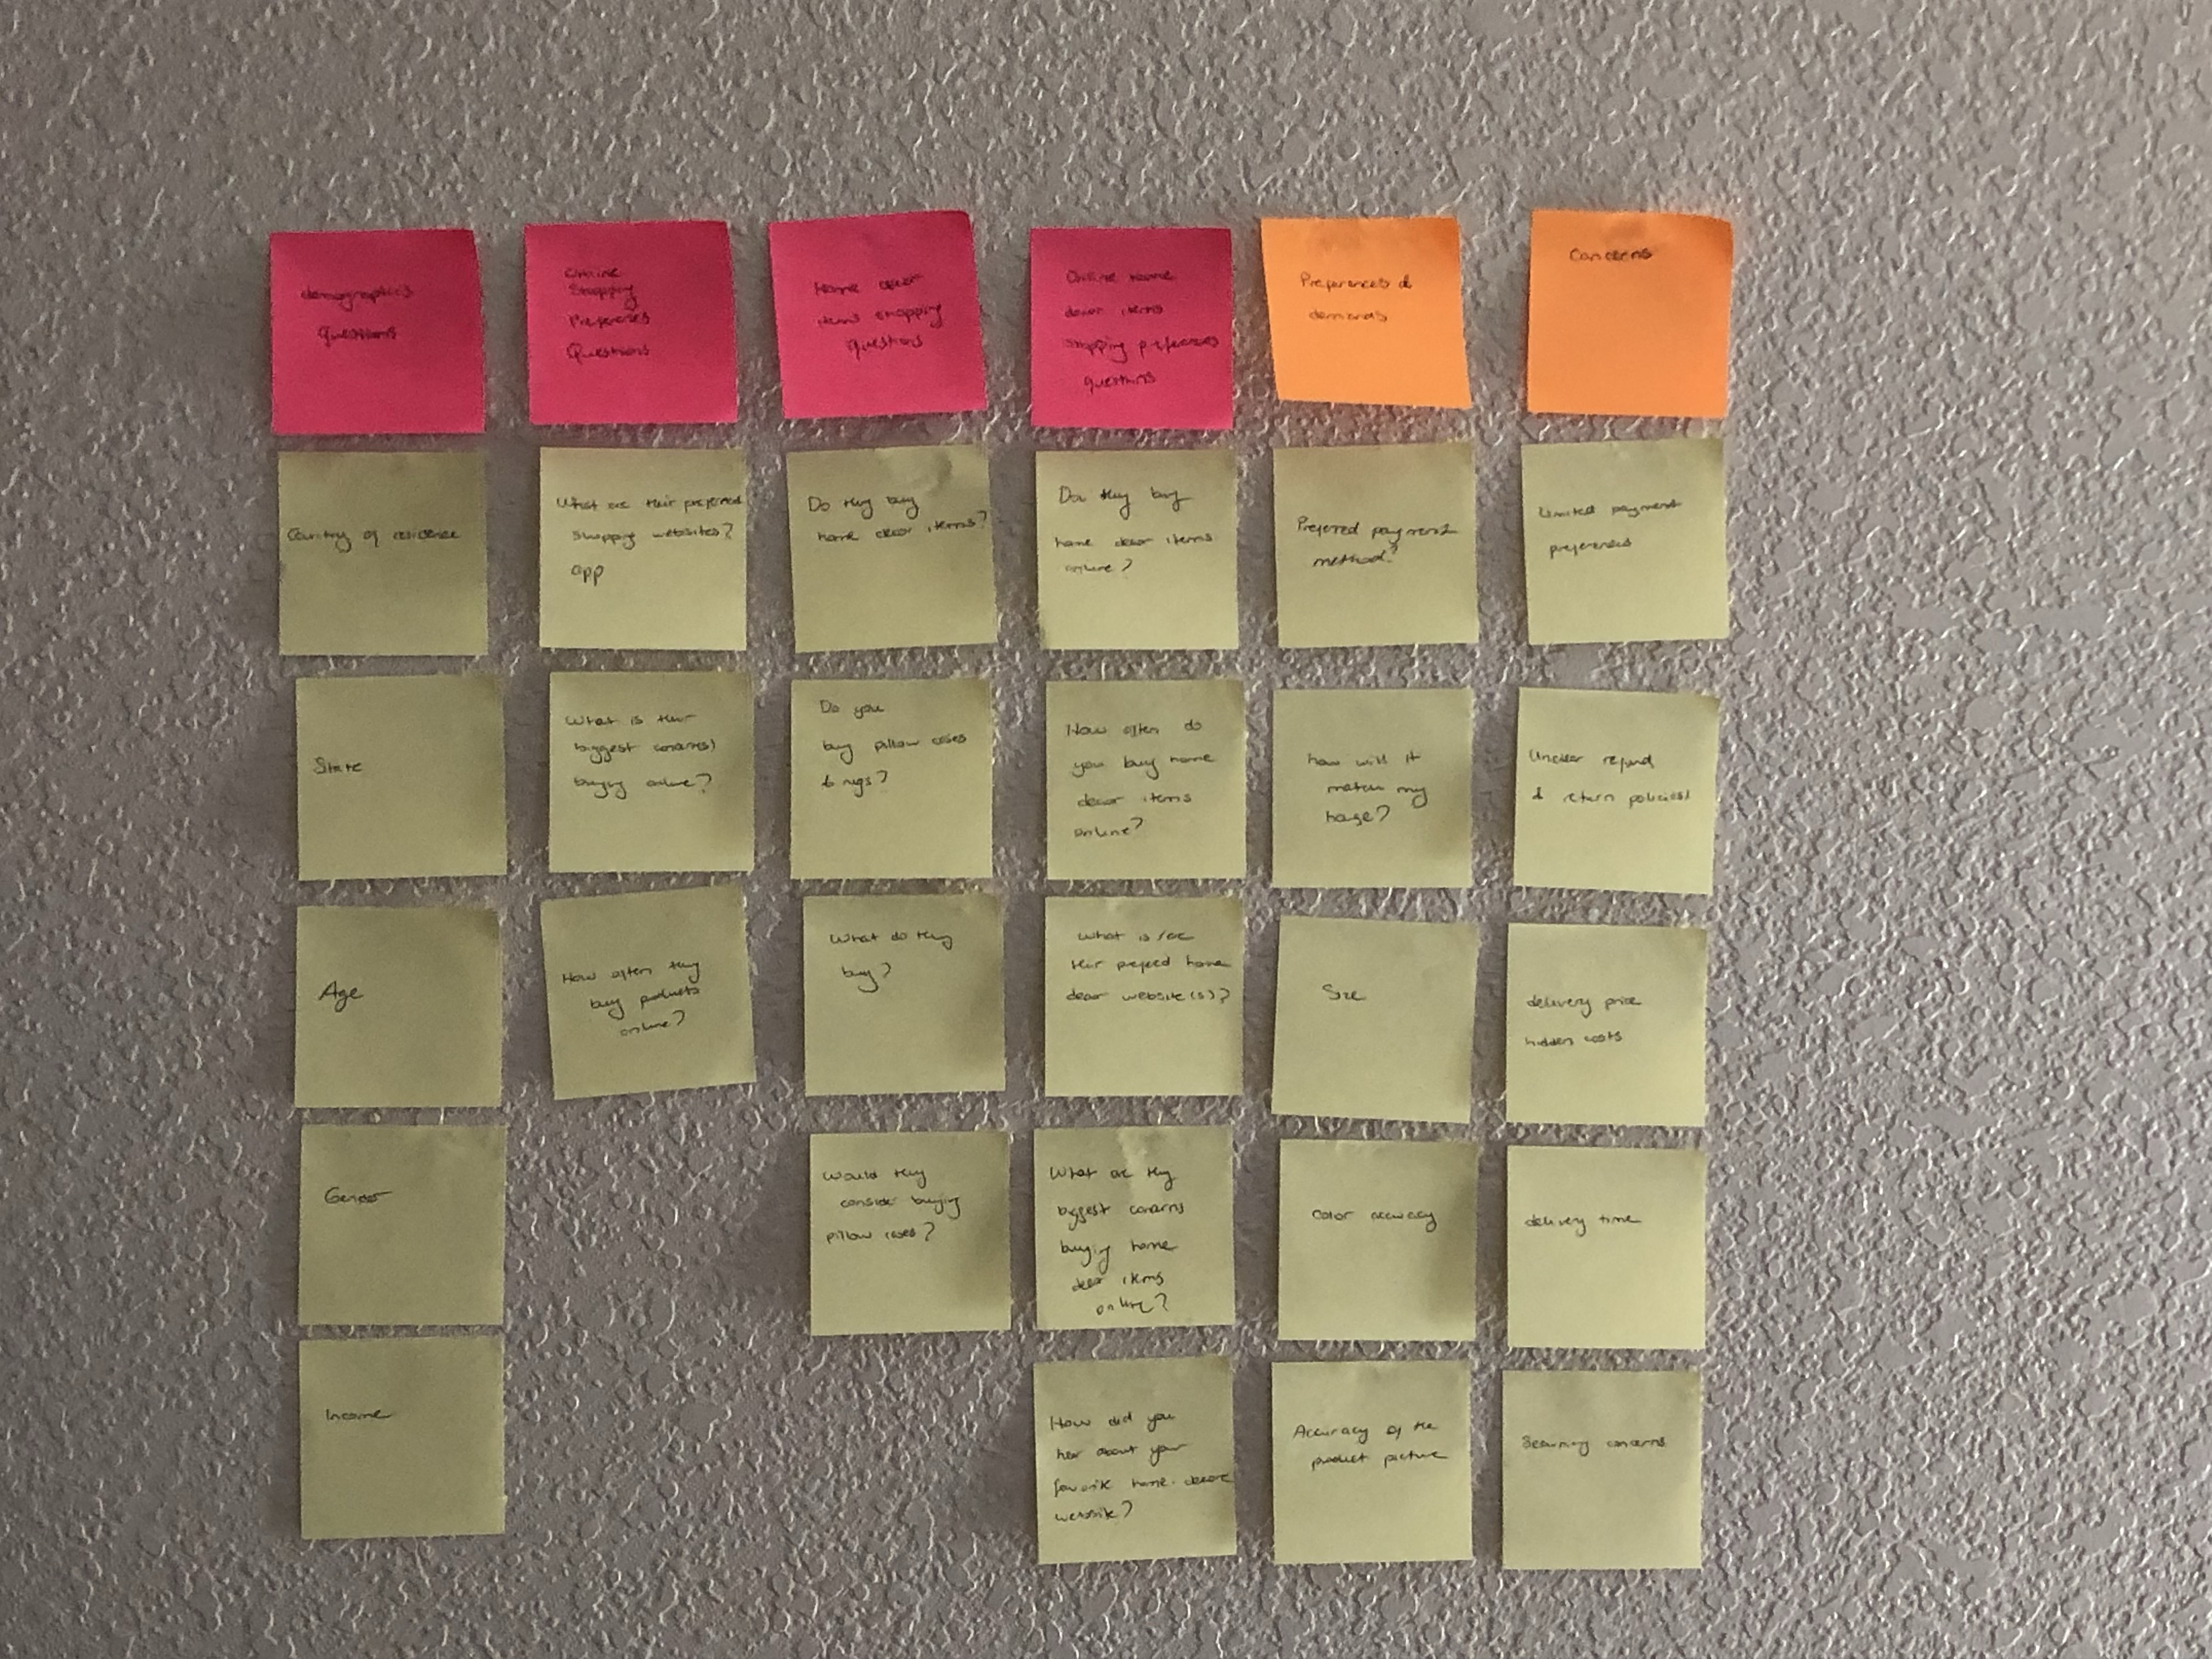 demographics
questions
Online
Shopping
Preferences
Questions
Home decor
items shopping
questions
Online home
decor items
shopping preferences
questions
Preferences &
demands
Concerns
Country of residence
What are their preferred
shopping websites?
app
Do they buy
home decor items?
Do they buy
home decor items
online?
Preferred payment
method?
Limited payment
preferences
State
What is their
biggest concern(s)
buying online?
Do you
buy pillow cases
& rugs?
How often do
you buy home
decor items
online?
how will it
match my
house?
Unclear refund
& return policies
Age
How often they
buy products
online?
What do they
buy?
What is/are
their prefered home
decor website(s)?
Size
delivery price
hidden costs
Gender
Would they
consider buying
pillow cases?
What are they
biggest concerns
buying home
decor items
online?
Color accuracy
delivery time
Income
How did you
hear about your
favorite home decore
website?
Accuracy of the
product picture
Security concerns